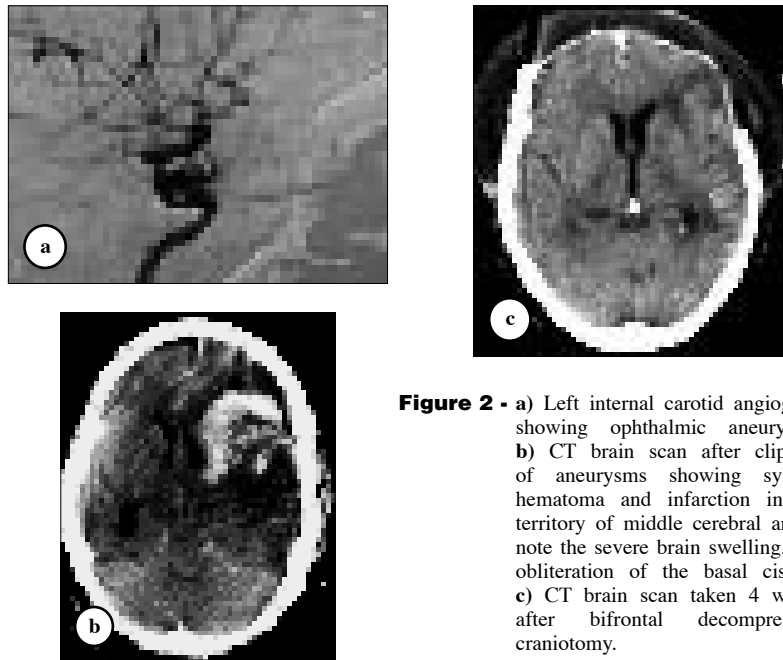 a
c
b
Figure 2 - a) Left internal carotid angiog
showing ophthalmic aneury
b) CT brain scan after clip
of aneurysms showing sy
hematoma and infarction in
territory of middle cerebral ar
note the severe brain swelling,
obliteration of the basal cis
c) CT brain scan taken 4 w
after bifrontal decompre
craniotomy.